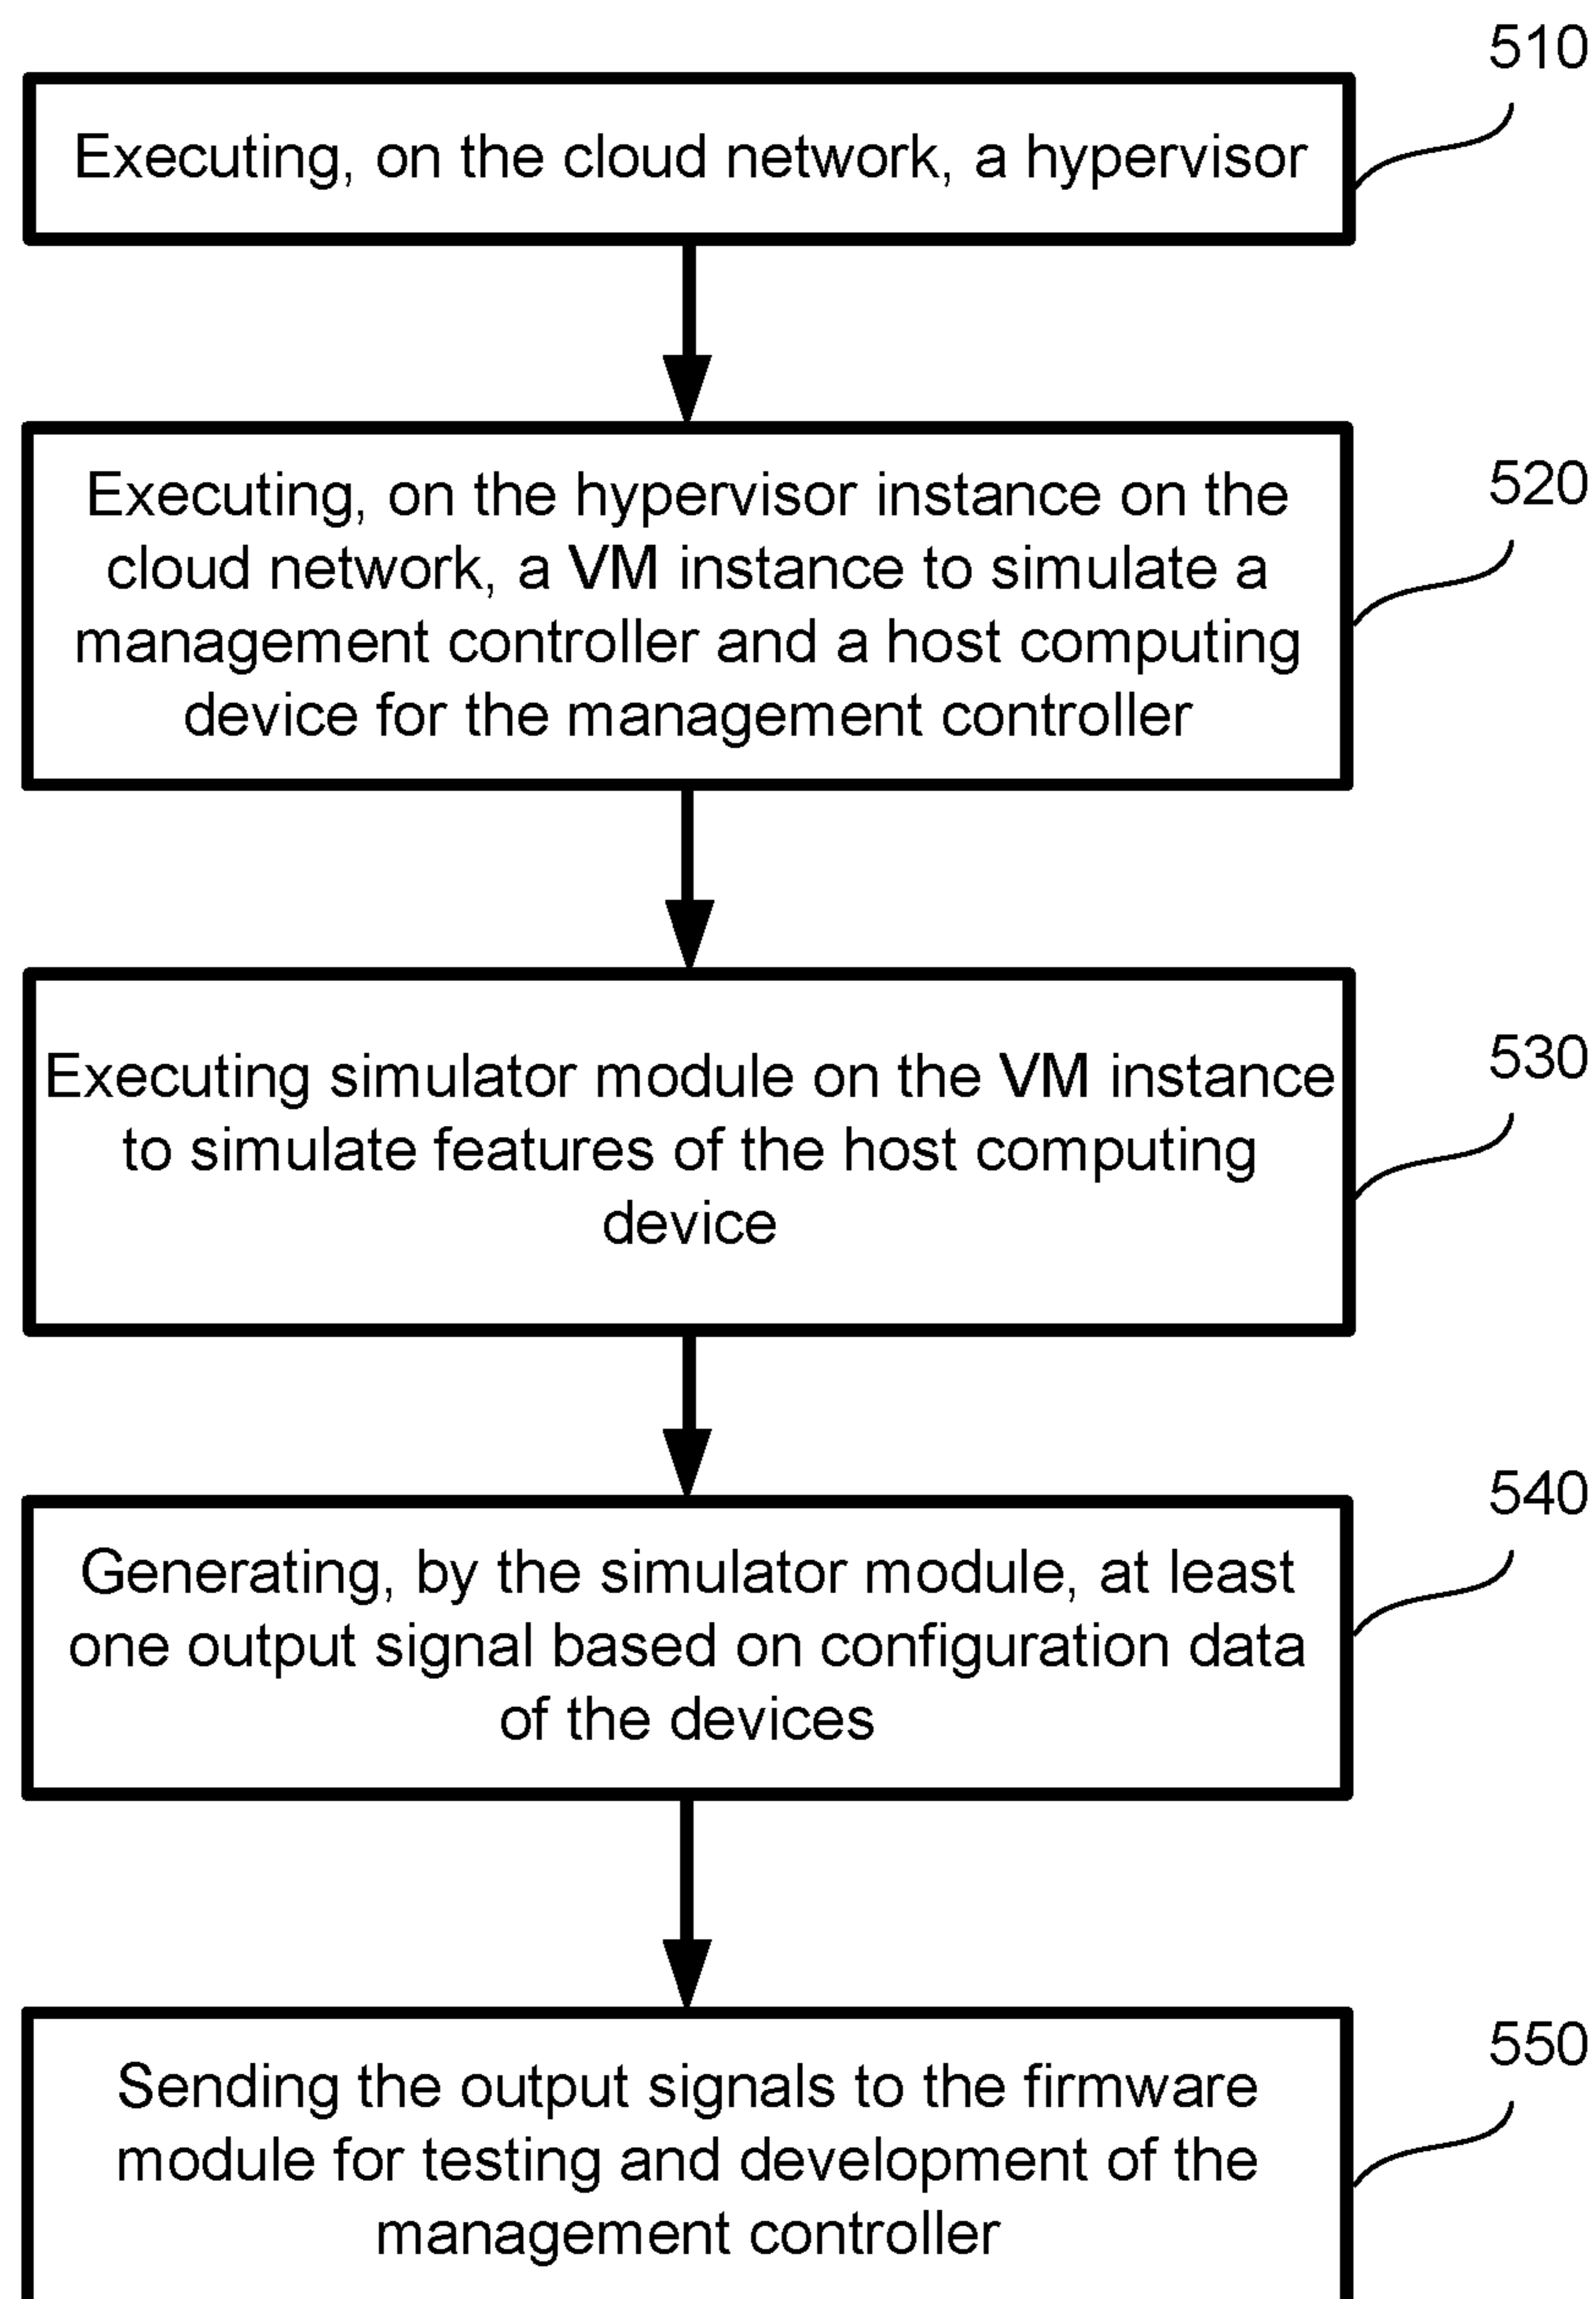 510
Executing, on the cloud network, a hypervisor
520
Executing, on the hypervisor instance on the
cloud network, a VM instance to simulate a
management controller and a host computing
device for the management controller
530
Executing simulator module on the VM instance
to simulate features of the host computing
device
540
Generating, by the simulator module, at least
one output signal based on configuration data
of the devices
550
Sending the output signals to the firmware
module for testing and development of the
management controller